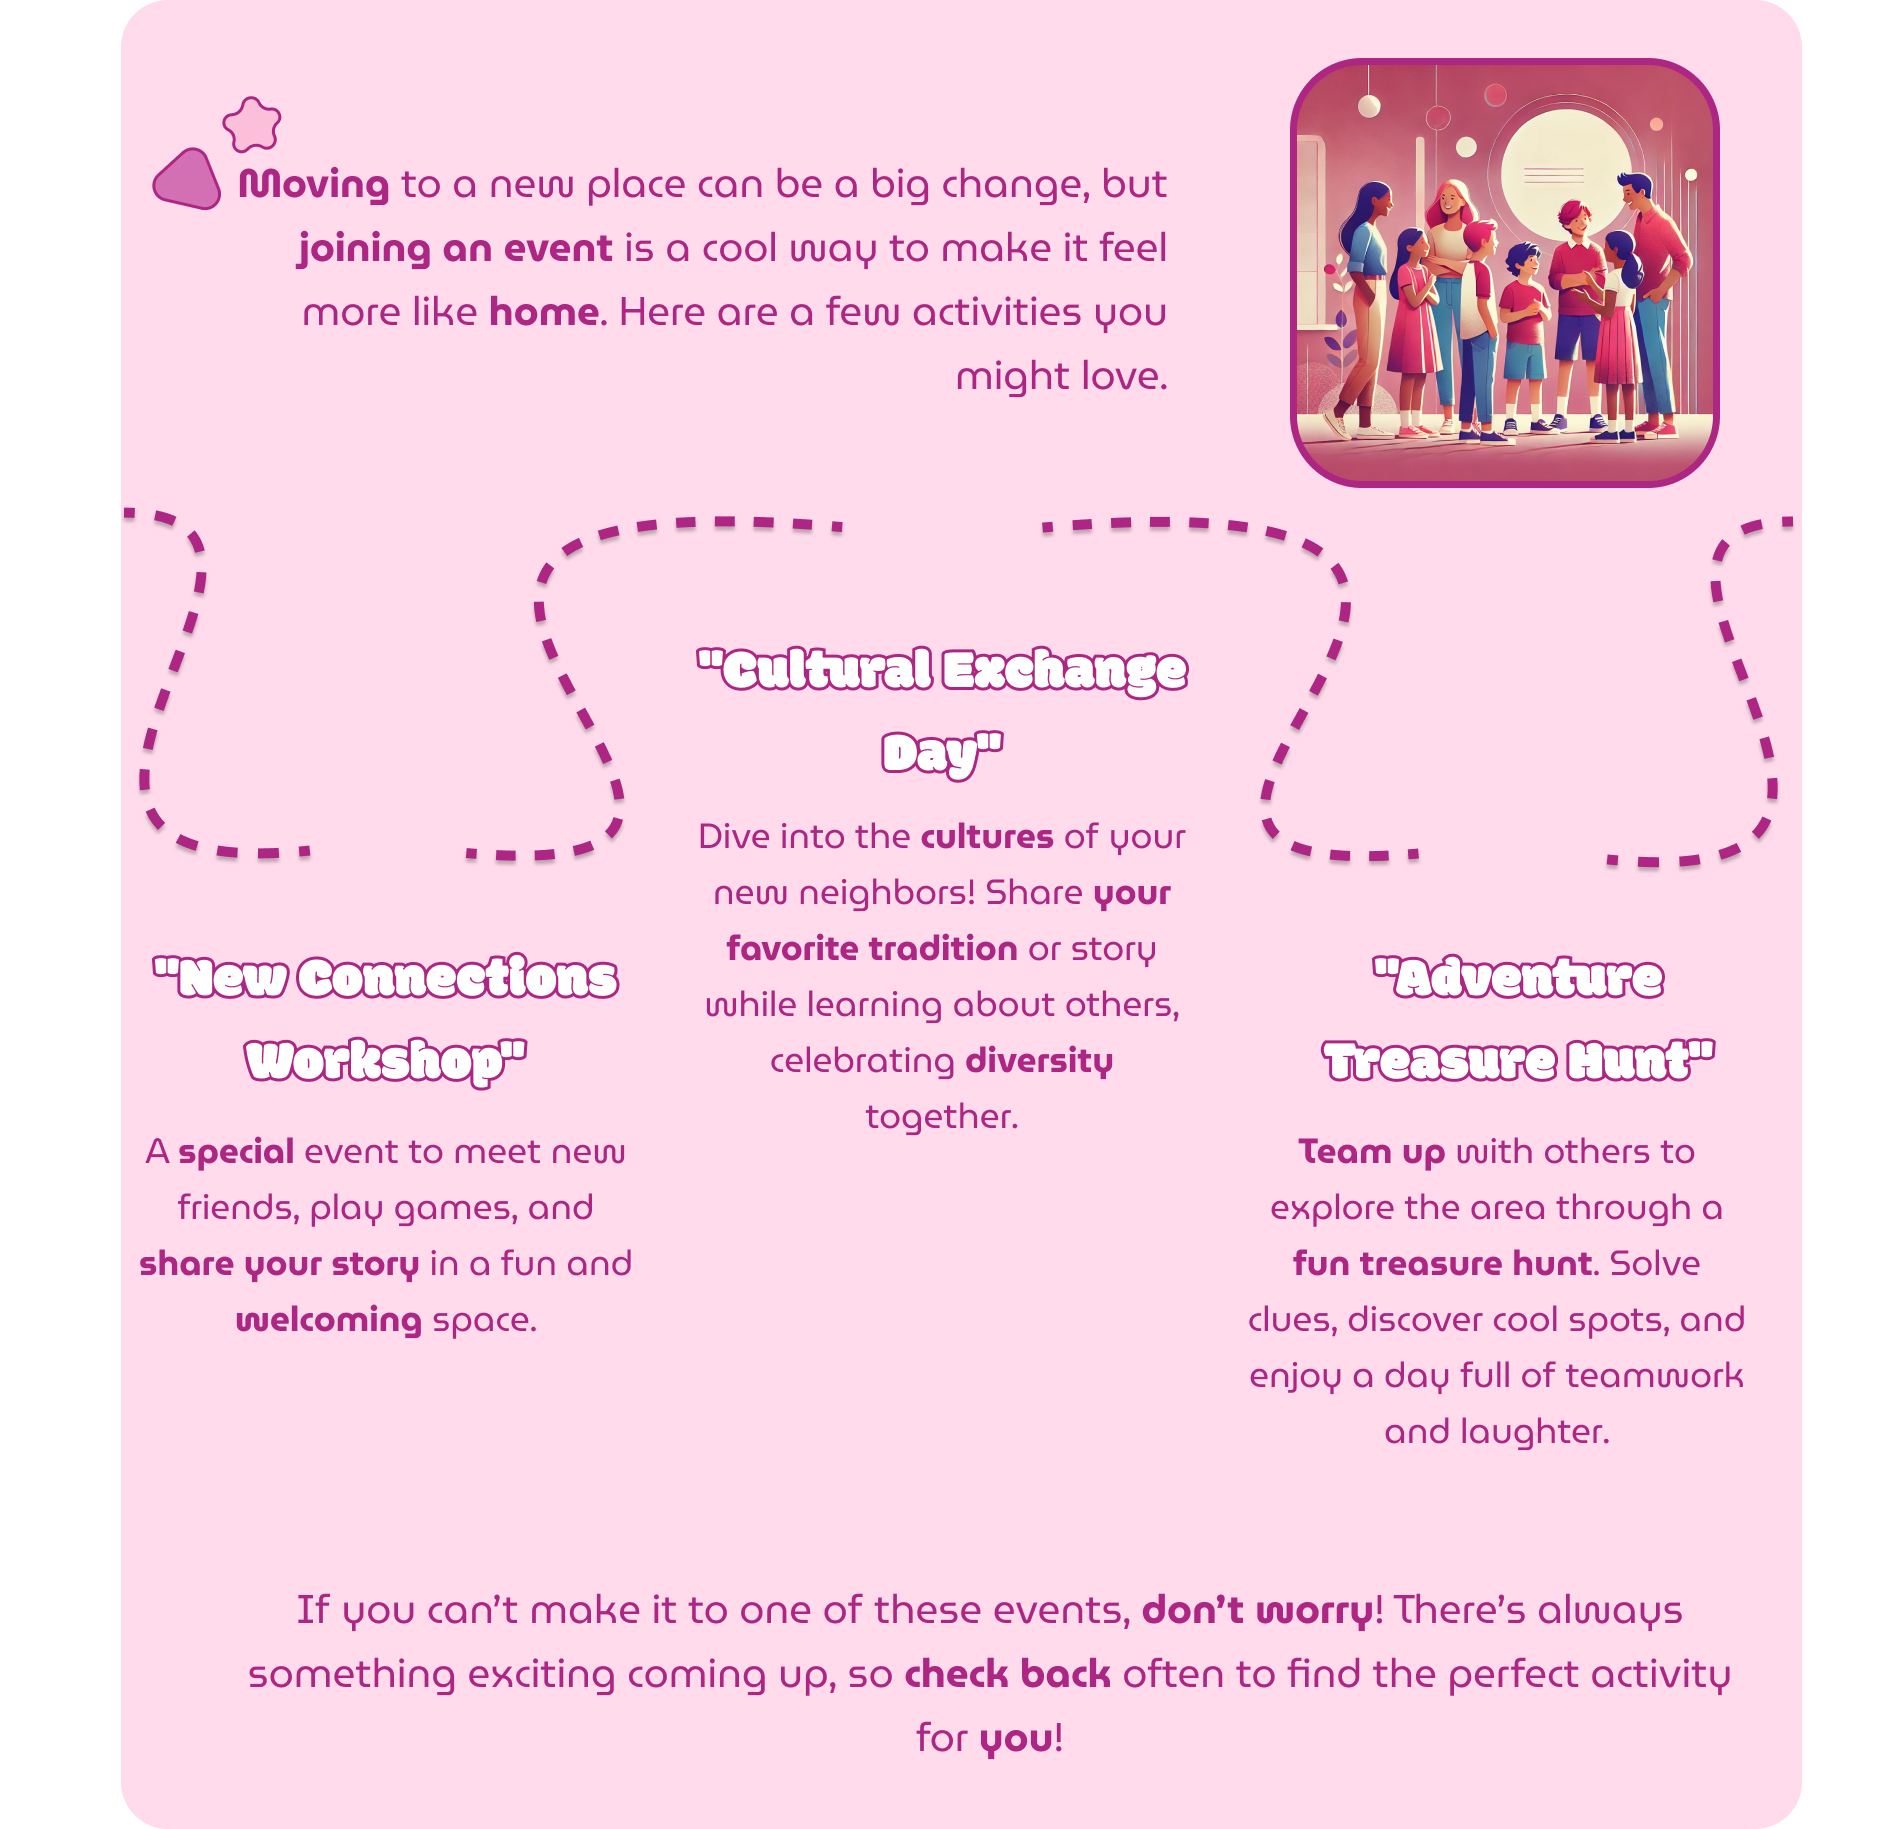 Moving to a new place can be a big change, but
joining an event is a cool way to make it feel
more like home. Here are a few activities you
might love.
"New Connections
Workshop"
A special event to meet new
friends, play games, and
share your story in a fun and
welcoming space.
"Cultural Exchange
Day"
Dive into the cultures of your
new neighbors! Share your
favorite tradition or story
while learning about others,
celebrating diversity
together.
"Adventure
Treasure Hunt"
Team up with others to
explore the area through a
fun treasure hunt. Solve
clues, discover cool spots, and
enjoy a day full of teamwork
and laughter.
If you can’t make it to one of these events, don’t worry! There’s always
something exciting coming up, so check back often to find the perfect activity
for you!